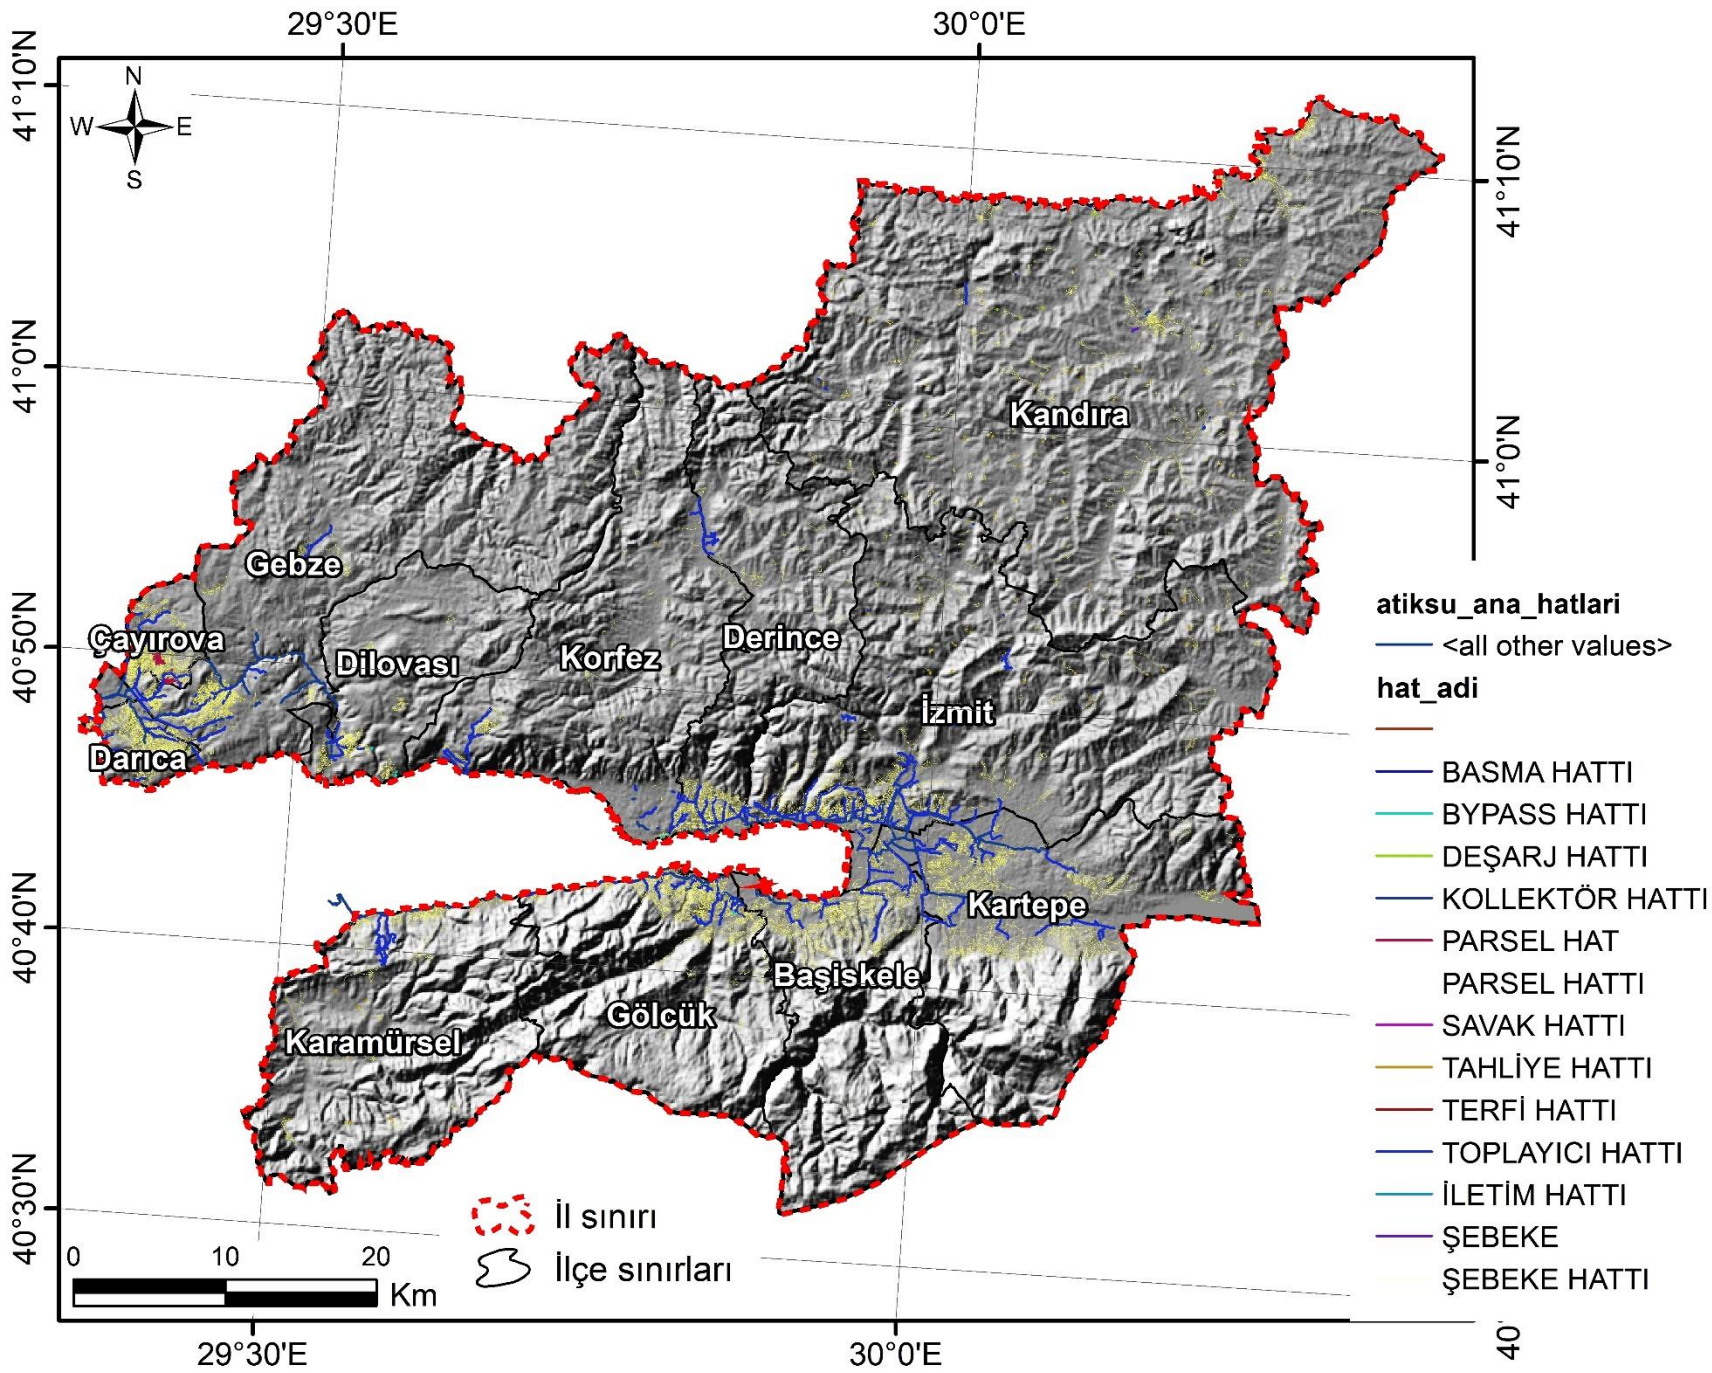 29°30'E
30°0'E
41°10'N
N
W
E
S
41°10'N
41°0'N
Kandıra
41°0'N
Gebze
atiksu_ana_hatlari
40°50'N
Çayırova
Derince
<all other values>
Dilovası
Korfez
hat_adi
İzmit
Darıca
BASMA HATTI
BYPASS HATTI
DEŞARJ HATTI
40°40'N
Kartepe
KOLLEKTÖR HATTI
PARSEL HAT
Başiskele
PARSEL HATTI
Gölcük
SAVAK HATTI
Karamürsel
TAHLİYE HATTI
TERFİ HATTI
TOPLAYICI HATTI
40°30'N
İLETİM HATTI
İl sınırı
ŞEBEKE
0 10 20
Km
İlçe sınırları
ŞEBEKE HATTI
29°30'E
30°0'E
40°